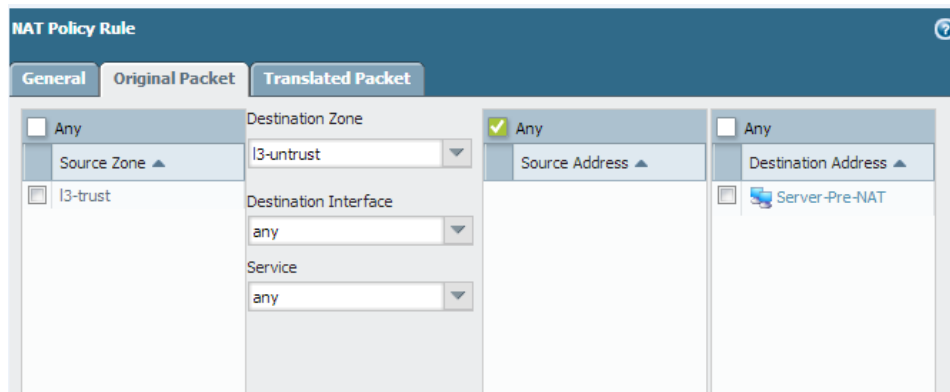 NAT Policy Rule
General
Original Packet
Translated Packet
Any
Source Zone
l3-trust
Destination Zone
l3-untrust
Destination Interface
any
Service
any
Any
Source Address
Any
Destination Address
Server-Pre-NAT